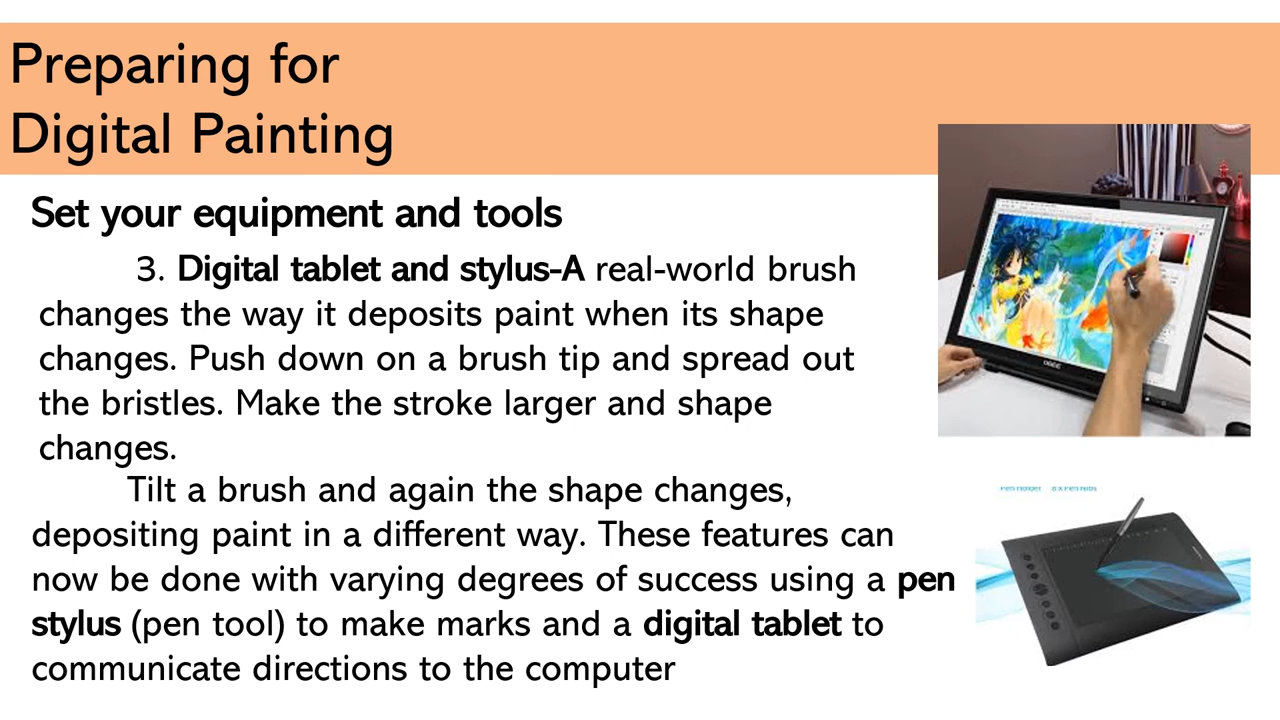 Preparing for
Digital Painting
Set your equipment and tools
3. Digital tablet and stylus-A real-world brush
changes the way it deposits paint when its shape
changes. Push down on a brush tip and spread out
the bristles. Make the stroke larger and shape
changes.
Tilt a brush and again the shape changes,
depositing paint in a different way. These features can
now be done with varying degrees of success using a pen
stylus (pen tool) to make marks and a digital tablet to
communicate directions to the computer